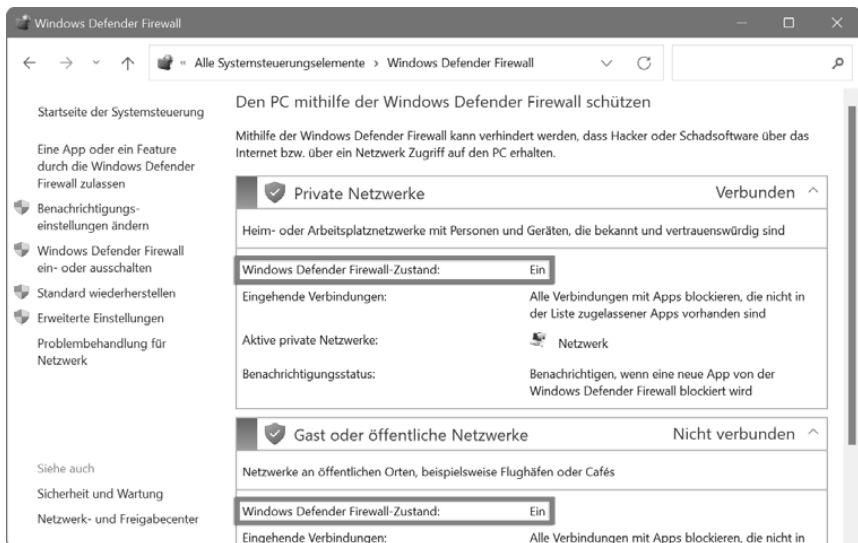 Windows Defender Firewall
« Alle Systemsteuerungselemente > Windows Defender Firewall
Startseite der Systemsteuerung
Eine App oder ein Feature
durch die Windows Defender
Firewall zulassen
Benachrichtigungs-
einstellungen ändern
Windows Defender Firewall
ein- oder ausschalten
Standard wiederherstellen
Erweiterte Einstellungen
Problembehandlung für
Netzwerk
Siehe auch
Sicherheit und Wartung
Netzwerk- und Freigabecenter
Den PC mithilfe der Windows Defender Firewall schützen
Mithilfe der Windows Defender Firewall kann verhindert werden, dass Hacker oder Schadsoftware über das
Internet bzw. über ein Netzwerk Zugriff auf den PC erhalten.
Private Netzwerke Verbunden
Heim- oder Arbeitsplatznetzwerke mit Personen und Geräten, die bekannt und vertrauenswürdig sind
Windows Defender Firewall-Zustand: Ein
Eingehende Verbindungen: Alle Verbindungen mit Apps blockieren, die nicht in
der Liste zugelassener Apps vorhanden sind
Aktive private Netzwerke: Netzwerk
Benachrichtigungsstatus: Benachrichtigen, wenn eine neue App von der
Windows Defender Firewall blockiert wird
Gast oder öffentliche Netzwerke Nicht verbunden
Netzwerke an öffentlichen Orten, beispielsweise Flughäfen oder Cafés
Windows Defender Firewall-Zustand: Ein
Eingehende Verbindungen: Alle Verbindungen mit Apps blockieren, die nicht in